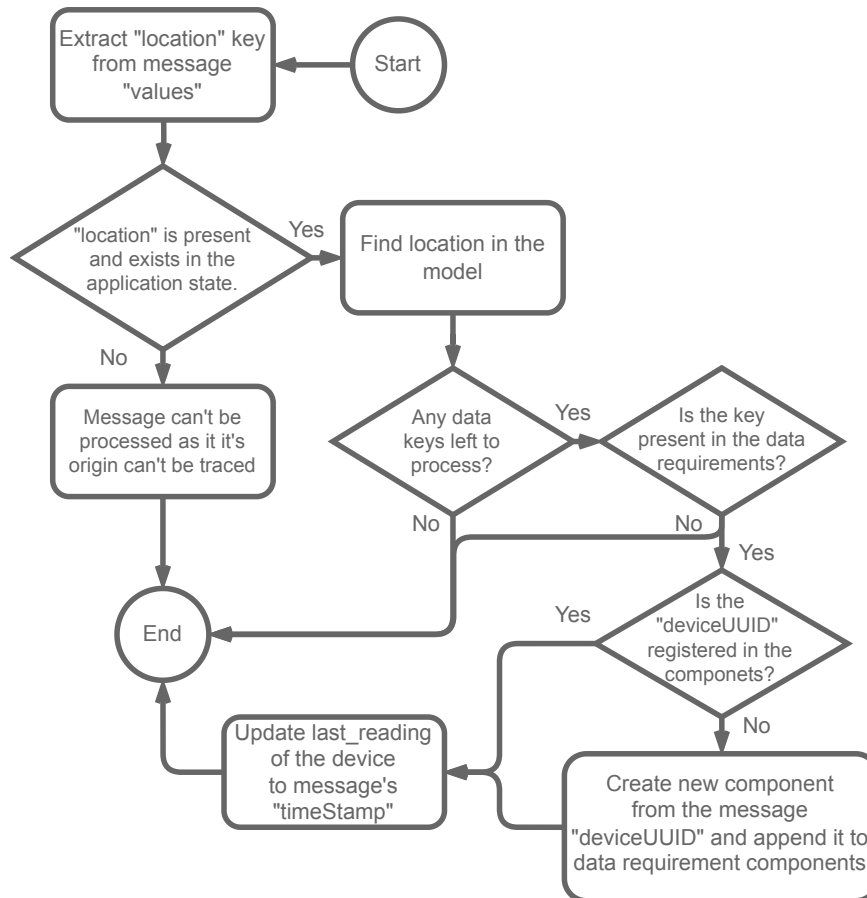 Extract "location" key
from message
"values"
Start
"location" is present
and exists in the
application state.
Yes
Find location in the
model
No
Message can't be
processed as it it's
origin can't be traced
Any data
keys left to
process?
Yes
Is the key
present in the data
requirements?
No
No
Yes
End
Yes
Is the
"deviceUUID"
registered in the
componets?
No
Update last_reading
of the device
to message's
"timeStamp"
Create new component
from the message
"deviceUUID" and append it to
data requirement components